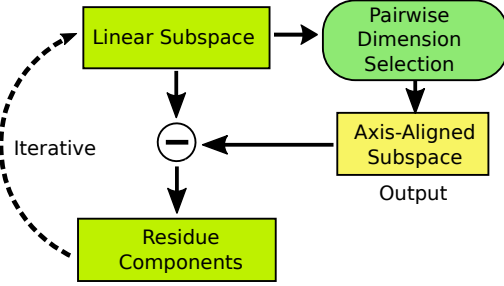 Linear Subspace
Pairwise
Dimension
Selection
Iterative
Axis-Aligned
Subspace
Output
Residue
Components